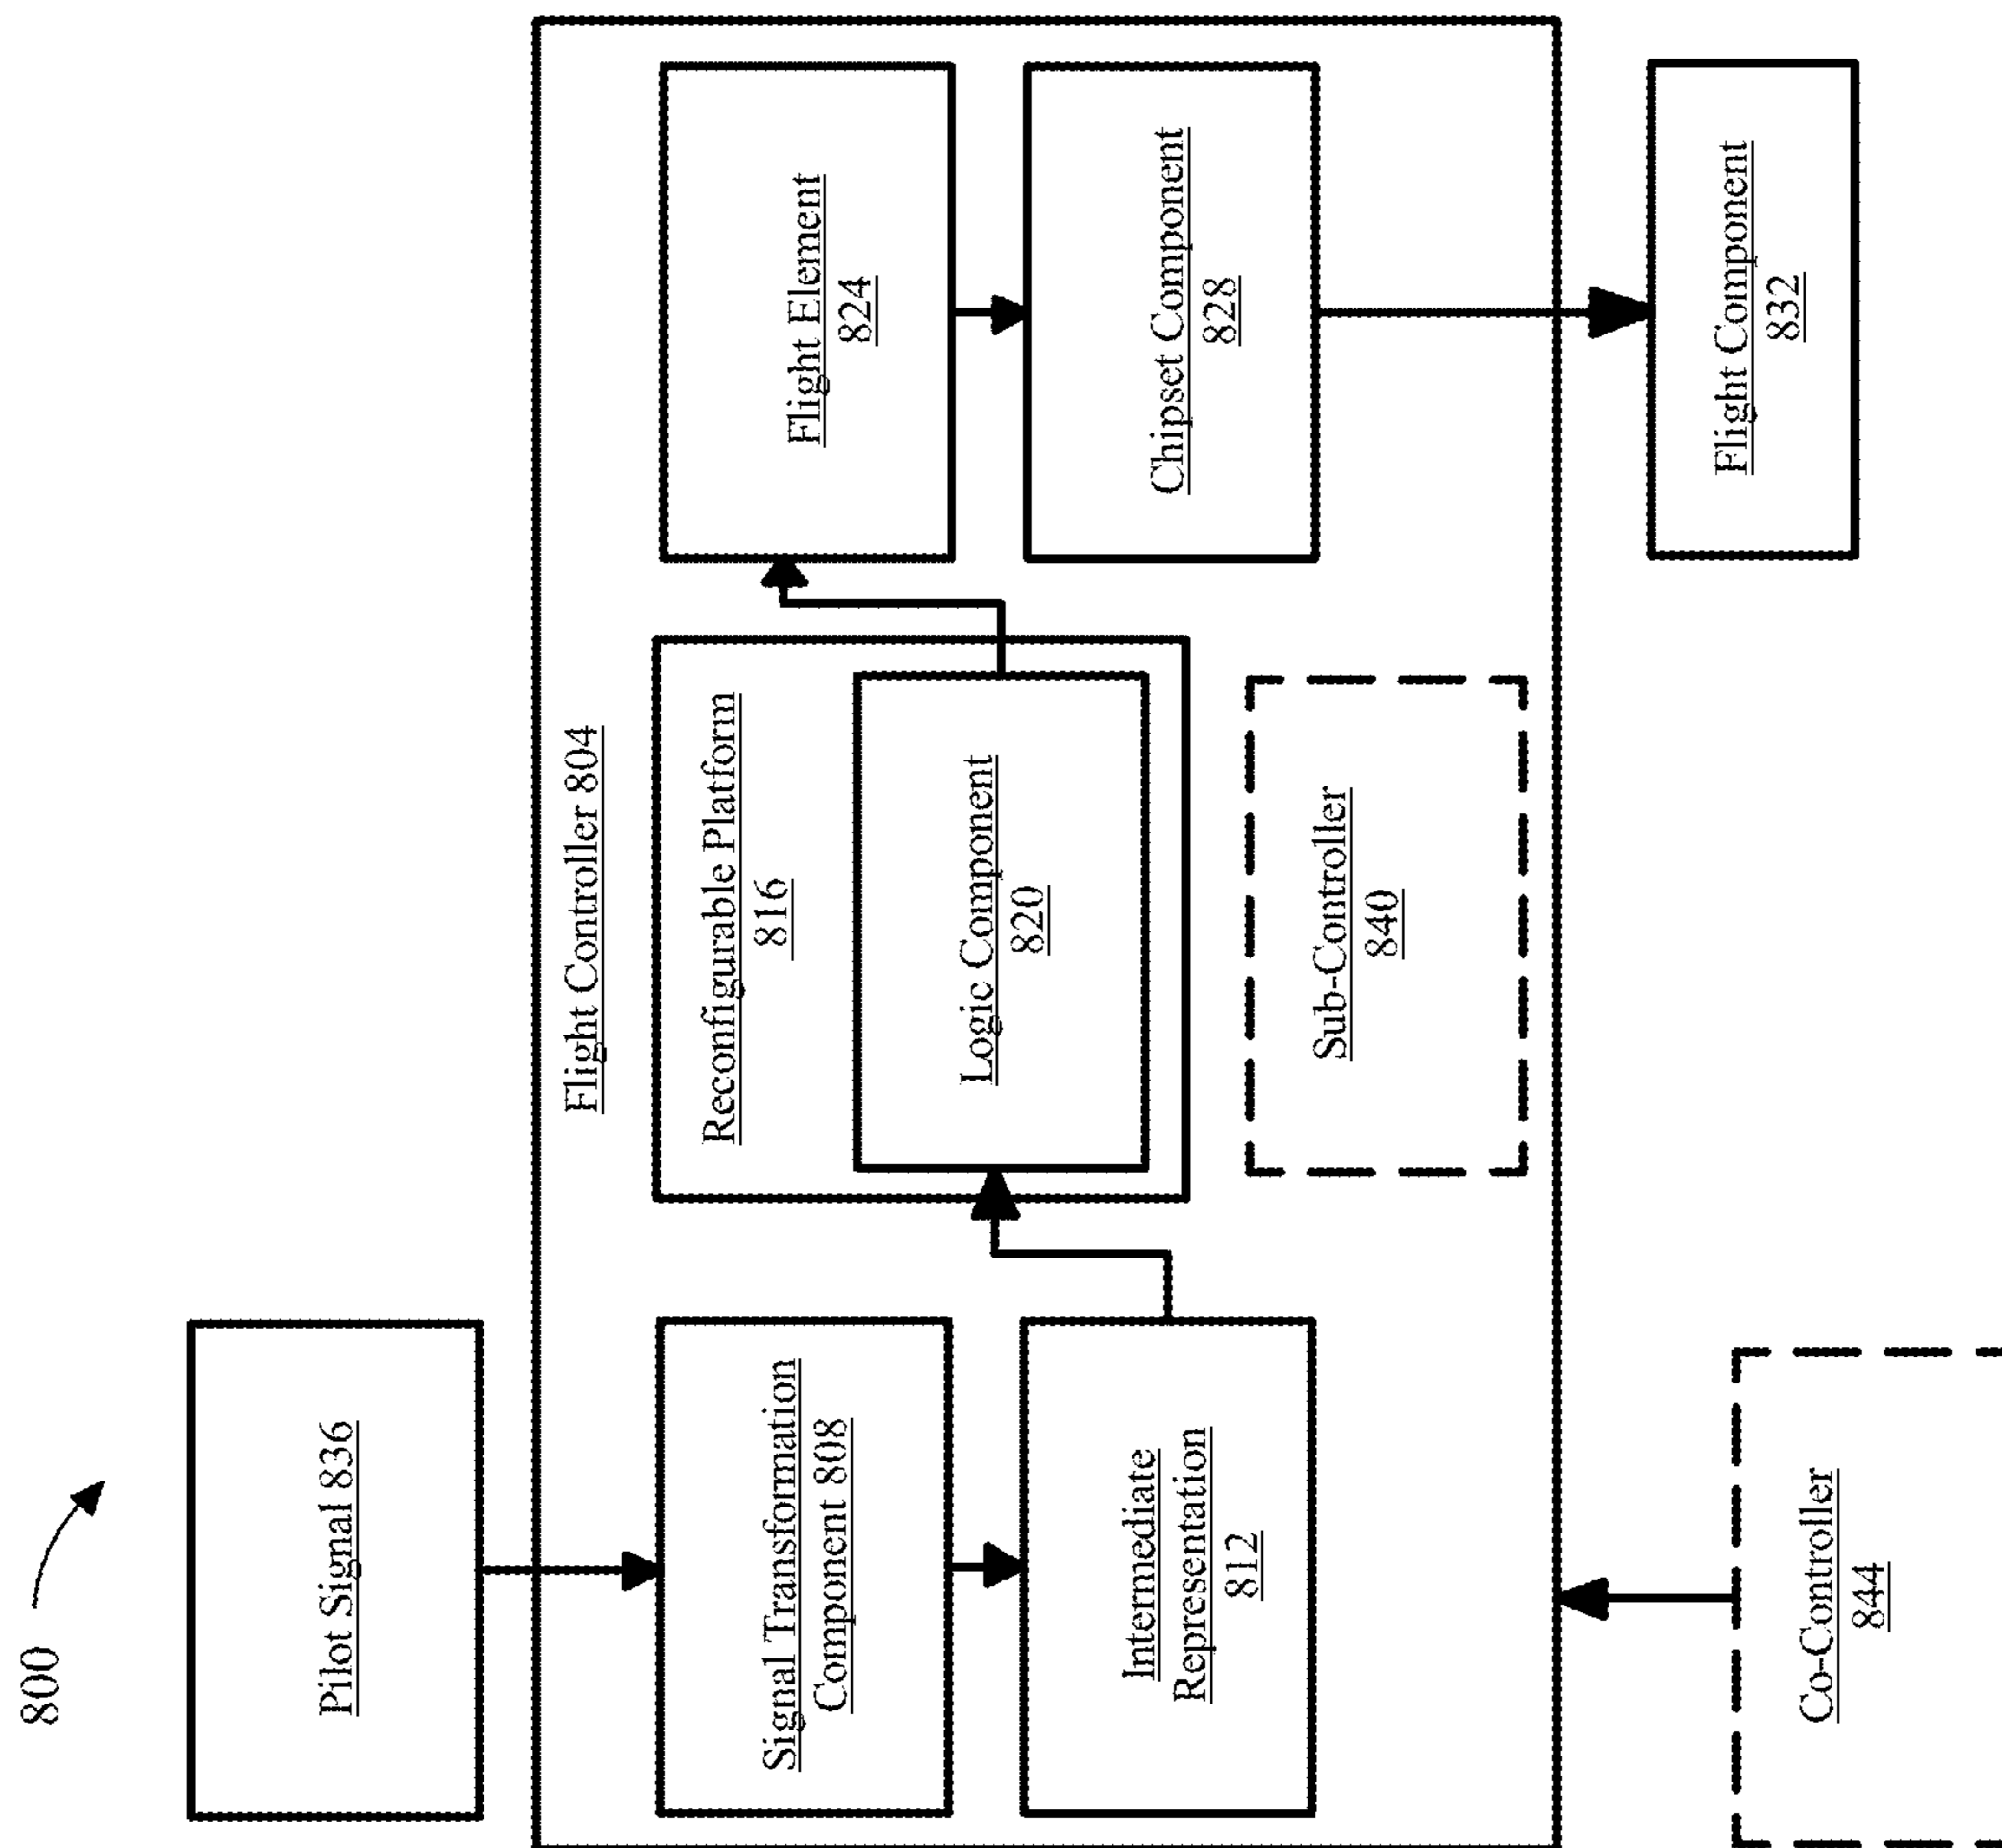 800
Pilot Signal 836
Flight Controller 804
Signal Transformation
Component 808
Intermediate
Representation
812
Reconfigurable Platform
816
Logic Component
820
Sub-Controller
840
Flight Element
824
Chipset Component
828
Co-Controller
844
Flight Component
832